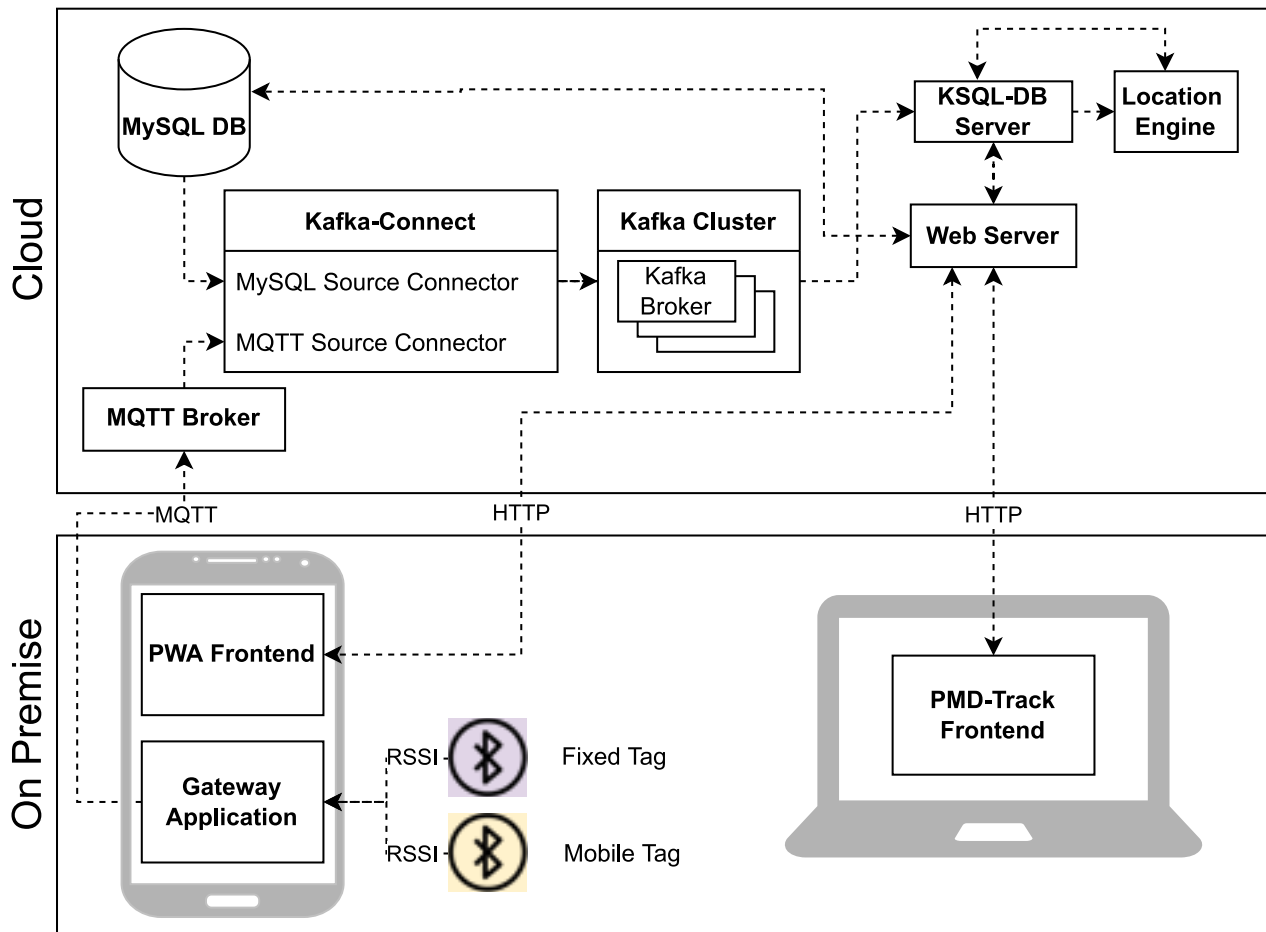 Cloud
MySQL DB
KSQL-DB
Server
Location
Engine
Kafka-Connect
MySQL Source Connector
MQTT Source Connector
Kafka Cluster
Kafka
Broker
Web Server
MQTT Broker
MQTT
HTTP
HTTP
On Premise
PWA Frontend
Gateway
Application
RSSI
Fixed Tag
RSSI
Mobile Tag
PMD-Track
Frontend